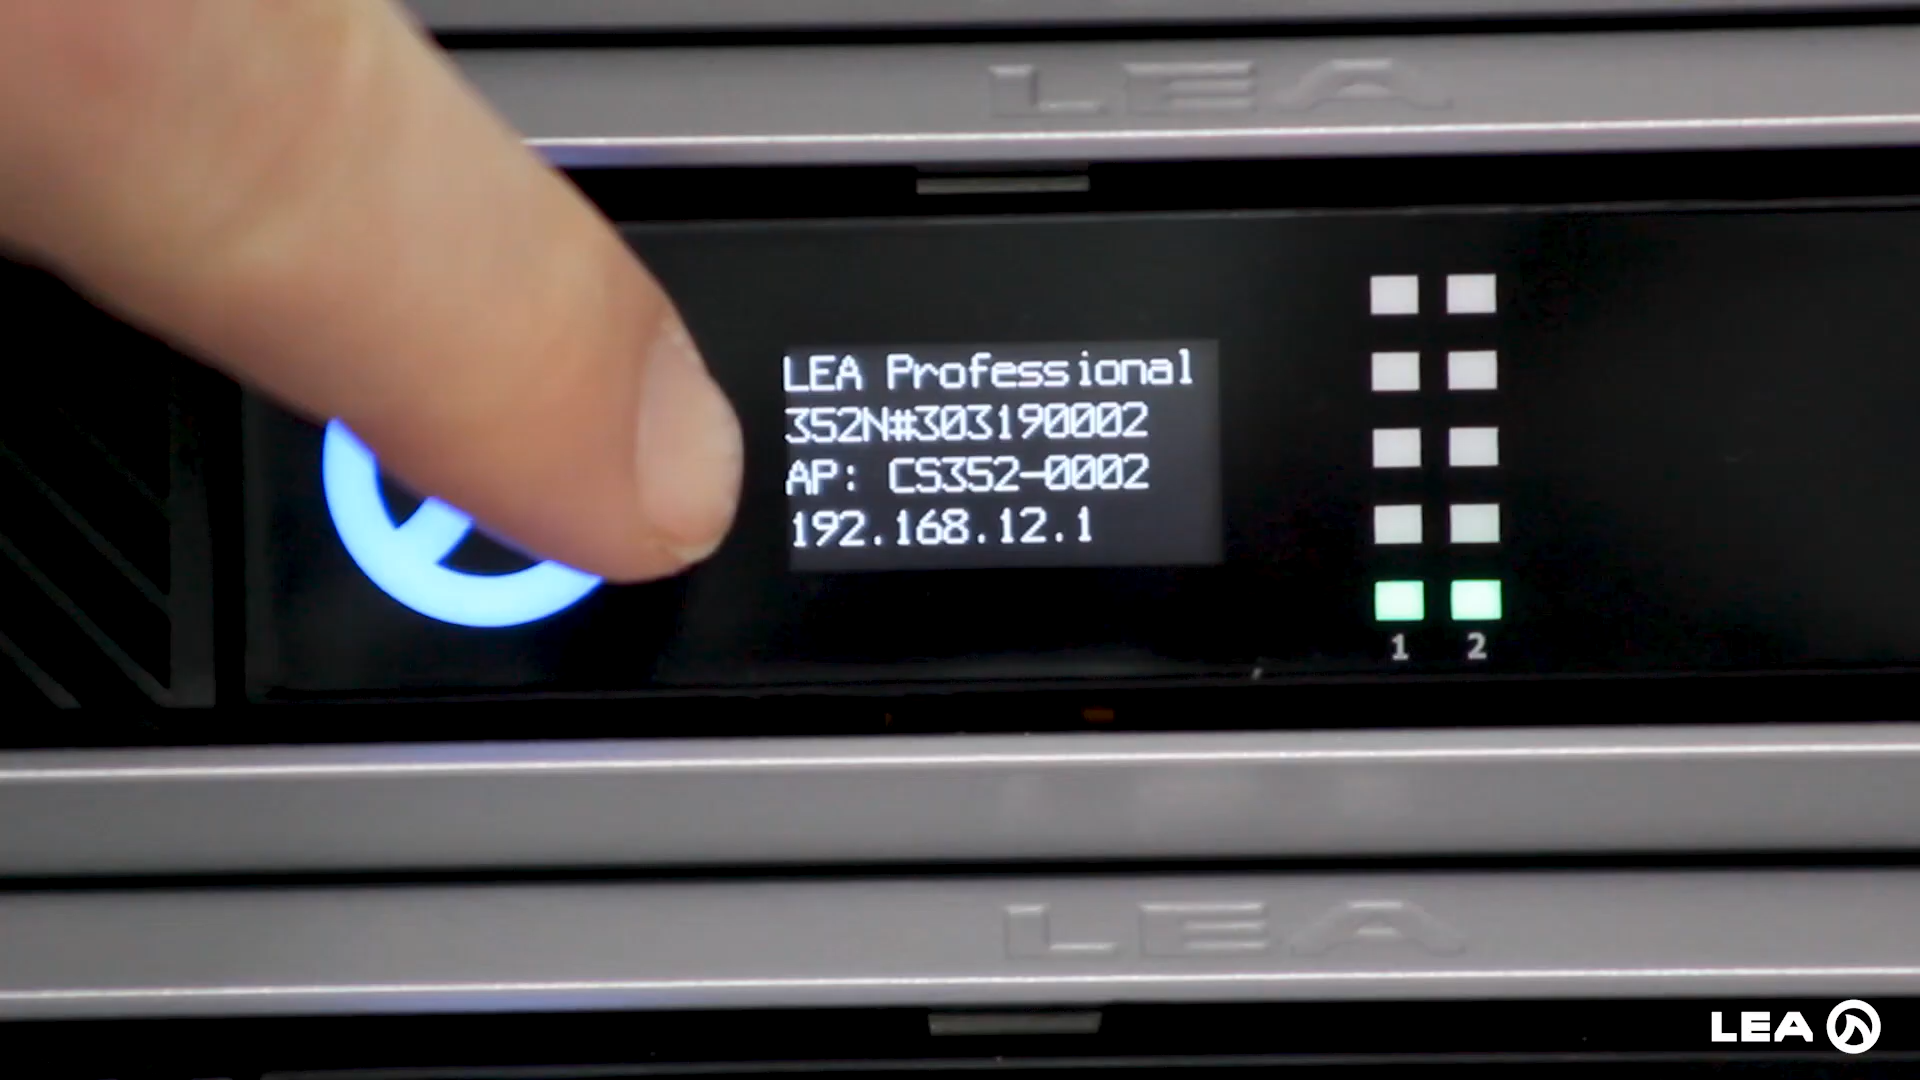 LEA
LEA Professional
352N#303190002
AP: CS352-0002
192.168.12.1
1 2
LEA
LEA